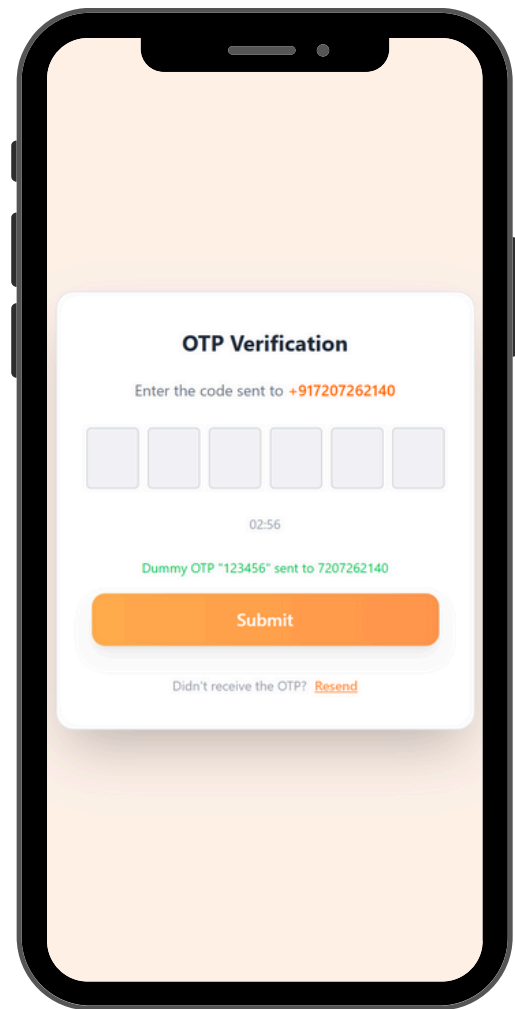 OTP Verification
Enter the code sent to +917207262140
02:56
Dummy OTP "123456" sent to 7207262140
Submit
Didn't receive the OTP? Resend